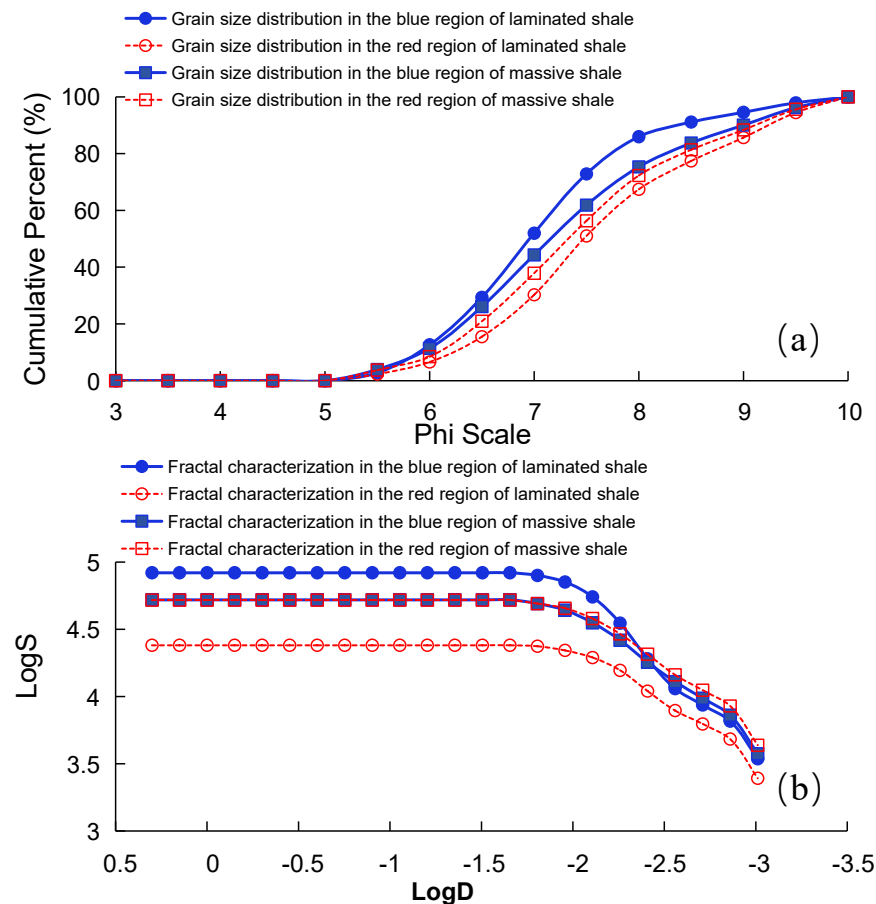 Grain size distribution in the blue region of laminated shale
Grain size distribution in the red region of laminated shale
Grain size distribution in the blue region of massive shale
Grain size distribution in the red region of massive shale
Cumulative Percent (%)
100
80
60
40
20
0
(a)
3 4 5 6 7 8 9 10
Phi Scale
Fractal characterization in the blue region of laminated shale
Fractal characterization in the red region of laminated shale
Fractal characterization in the blue region of massive shale
Fractal characterization in the red region of massive shale
LogS
5
4.5
4
3.5
3
(b)
0.5 0 -0.5 -1 -1.5 -2 -2.5 -3 -3.5
LogD